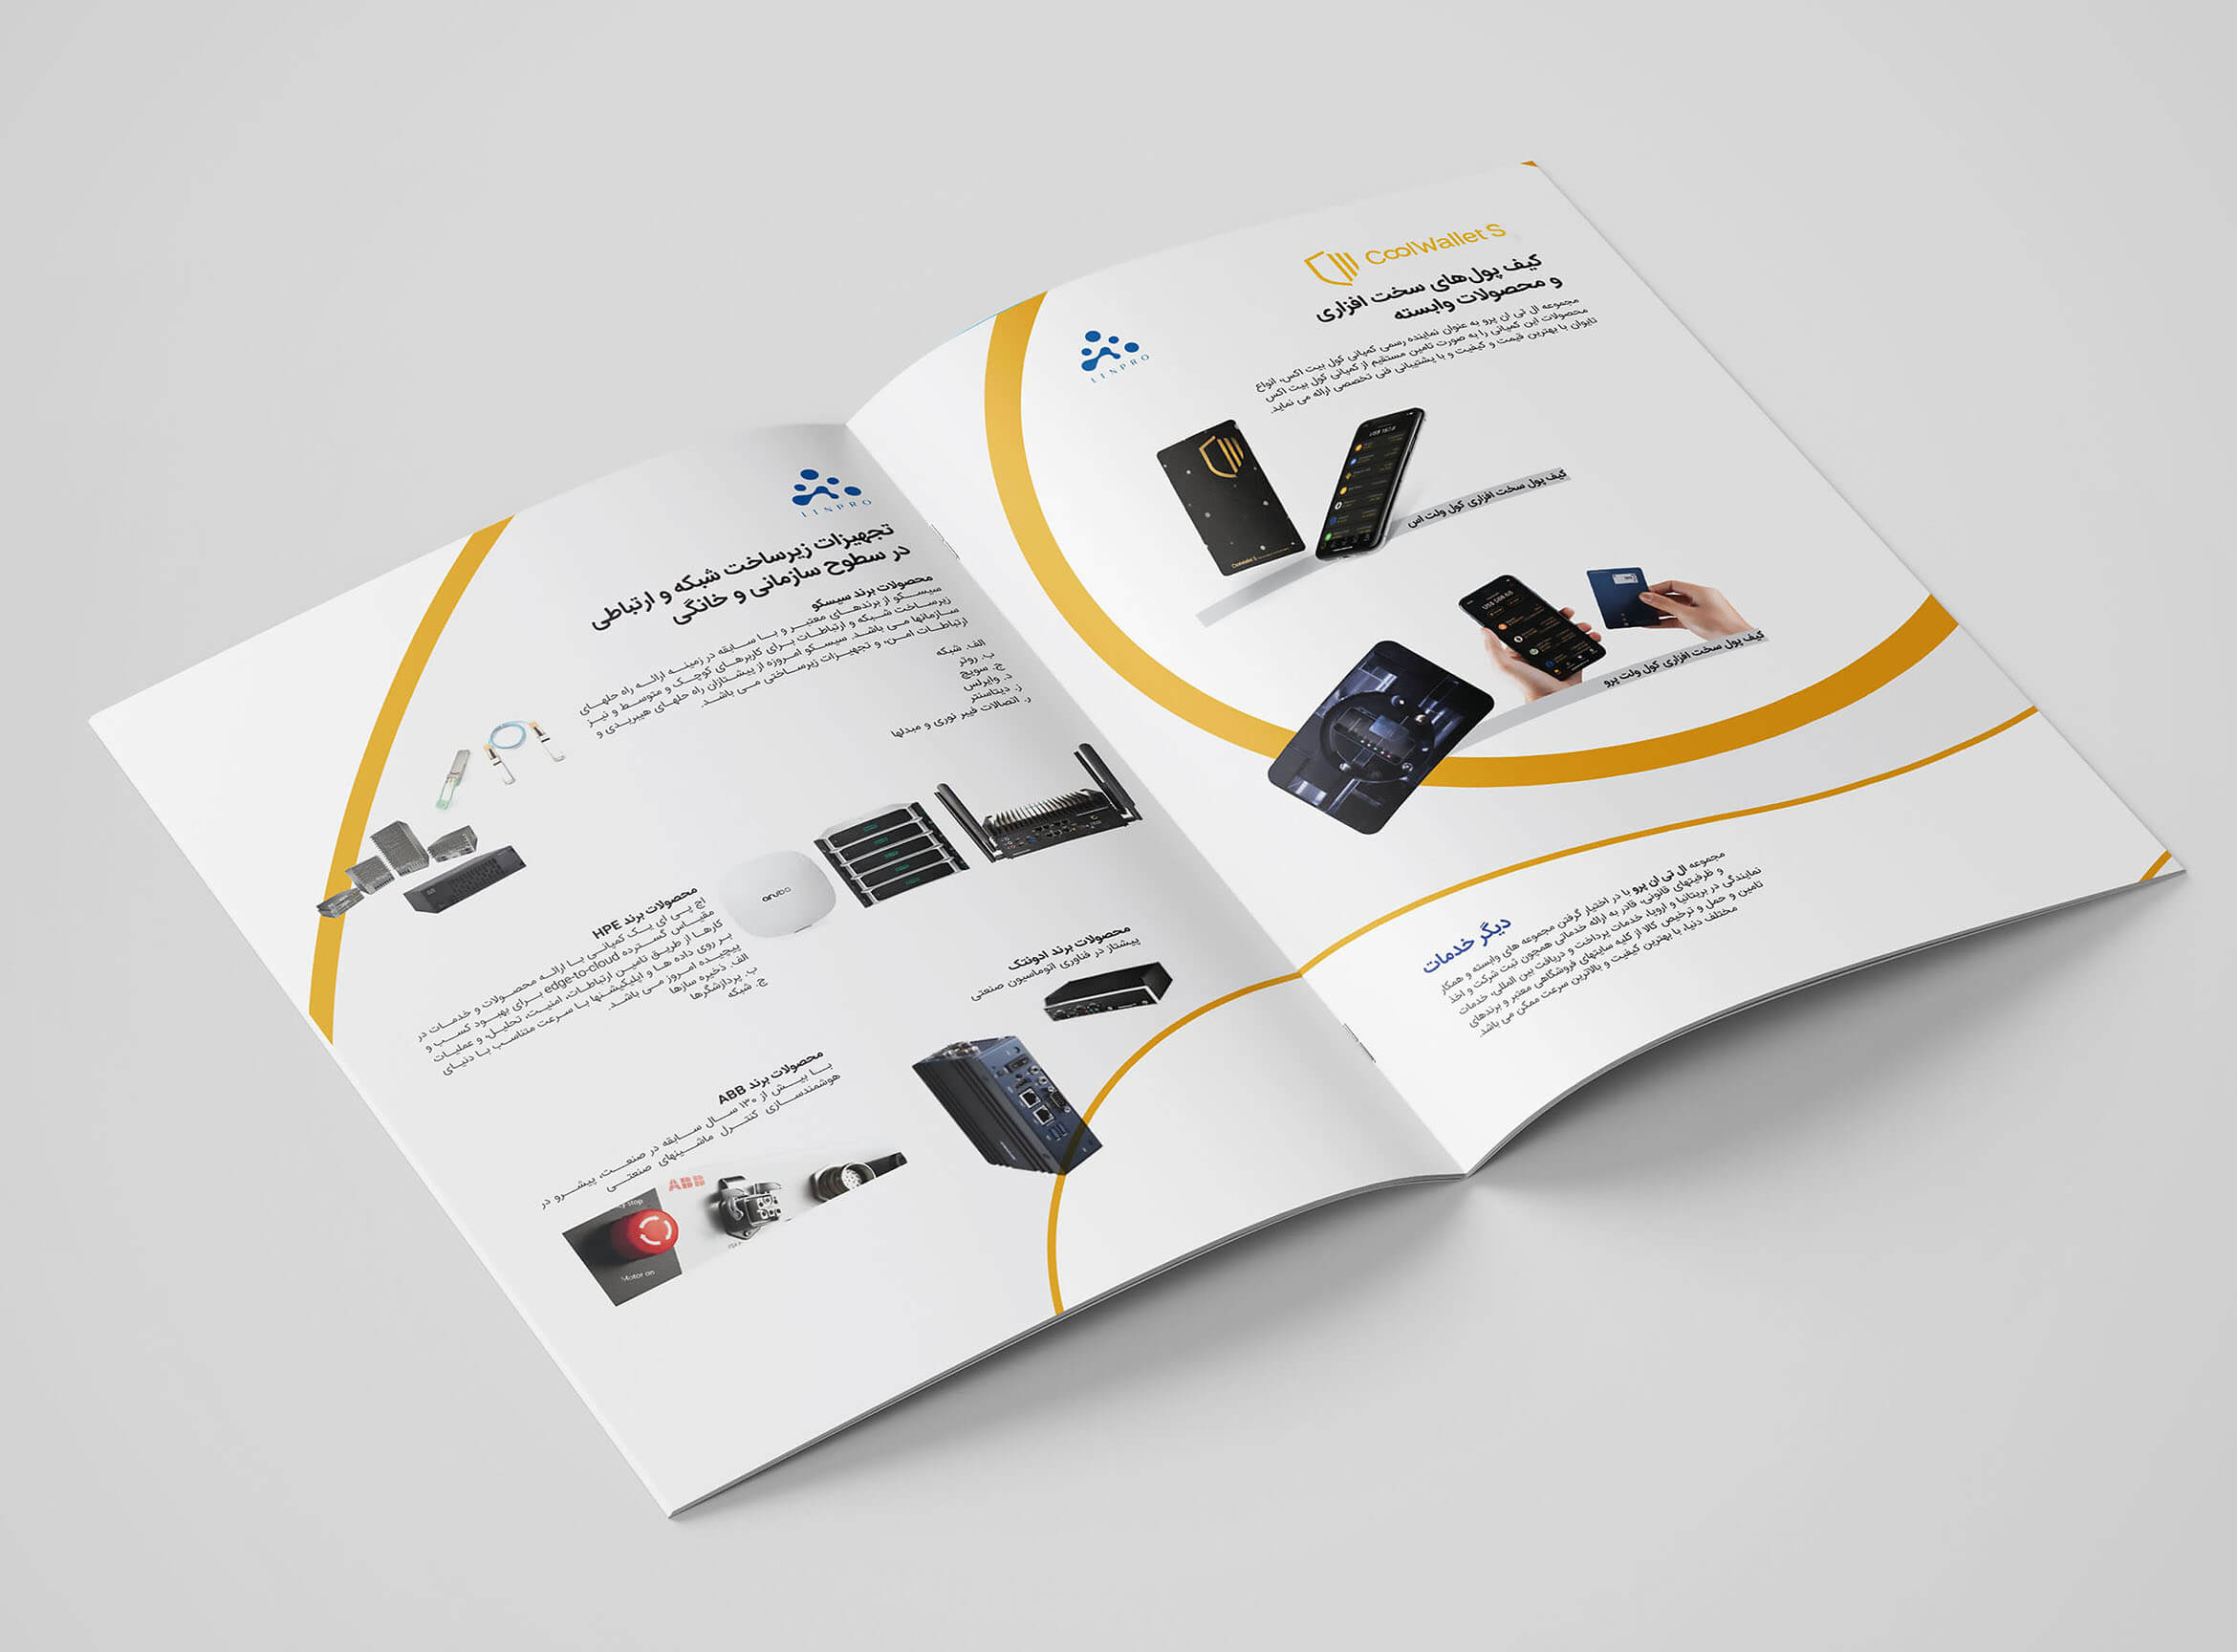 CoolWallet S
کیف پول‌های سخت افزاری
و محصولات وابسته
مجموعه ال تی ان پرو به عنوان نماینده رسمی کمپانی کول بیت اکس، انواع
محصولات این کمپانی را به صورت تامین مستقیم از کمپانی کول بیت اکس
تایوان با بهترین قیمت و کیفیت و با پشتیبانی فنی تخصصی ارائه می نماید.
LINPRO
کیف پول سخت افزاری کول ولت اس
کیف پول سخت افزاری کول ولت پرو
دیگر خدمات
مجموعه ال تی ان پرو با در اختیار گرفتن مجموعه های وابسته و همکار
و ظرفیتهای قانونی، قادر به ارائه خدماتی همچون ثبت شرکت و اخذ
نمایندگی در بریتانیا و اروپا، خدمات پرداخت و دریافت بین المللی، خدمات
تامین و حمل و ترخیص کالا از کلیه سایتهای فروشگاهی معتبر و برندهای
مختلف دنیا، با بهترین کیفیت و بالاترین سرعت ممکن می باشد.
LINPRO
تجهیزات زیرساخت شبکه و ارتباطی
در سطوح سازمانی و خانگی
محصولات برند سیسکو
سیسکو از برندهای معتبر و با سابقه در زمینه ارائه راه حلهای
زیرساخت شبکه و ارتباطات برای کاربرهای کوچک و متوسط و نیز
سازمانها می باشد. سیسکو امروزه از پیشتازان راه حلهای هیبریدی و
ارتباطات امن، و تجهیزات زیرساختی می باشد.
الف. شبکه
ب. روتر
ج. سویچ
د. وایرلس
ز. دیتاسنتر
ر. اتصالات فیبر نوری و مبدلها
aruba
محصولات برند HPE
اچ پی ای یک کمپانی با ارائه محصولات و خدمات در
مقیاس گسترده edge-to-cloud برای بهبود کسب و
کارها از طریق تامین ارتباطات، امنیت، تحلیل، و عملیات
بر روی داده ها و اپلیکیشنها با سرعت متناسب با دنیای
پیچیده امروز می باشد.
الف. ذخیره سازها
ب. پردازشگرها
ج. شبکه
محصولات برند ادونتک
پیشتاز در فناوری اتوماسیون صنعتی
محصولات برند ABB
با بیش از ۱۳۰ سال سابقه در صنعت، پیشرو در
هوشمندسازی کنترل ماشینهای صنعتی
ABB
stop
Motor on